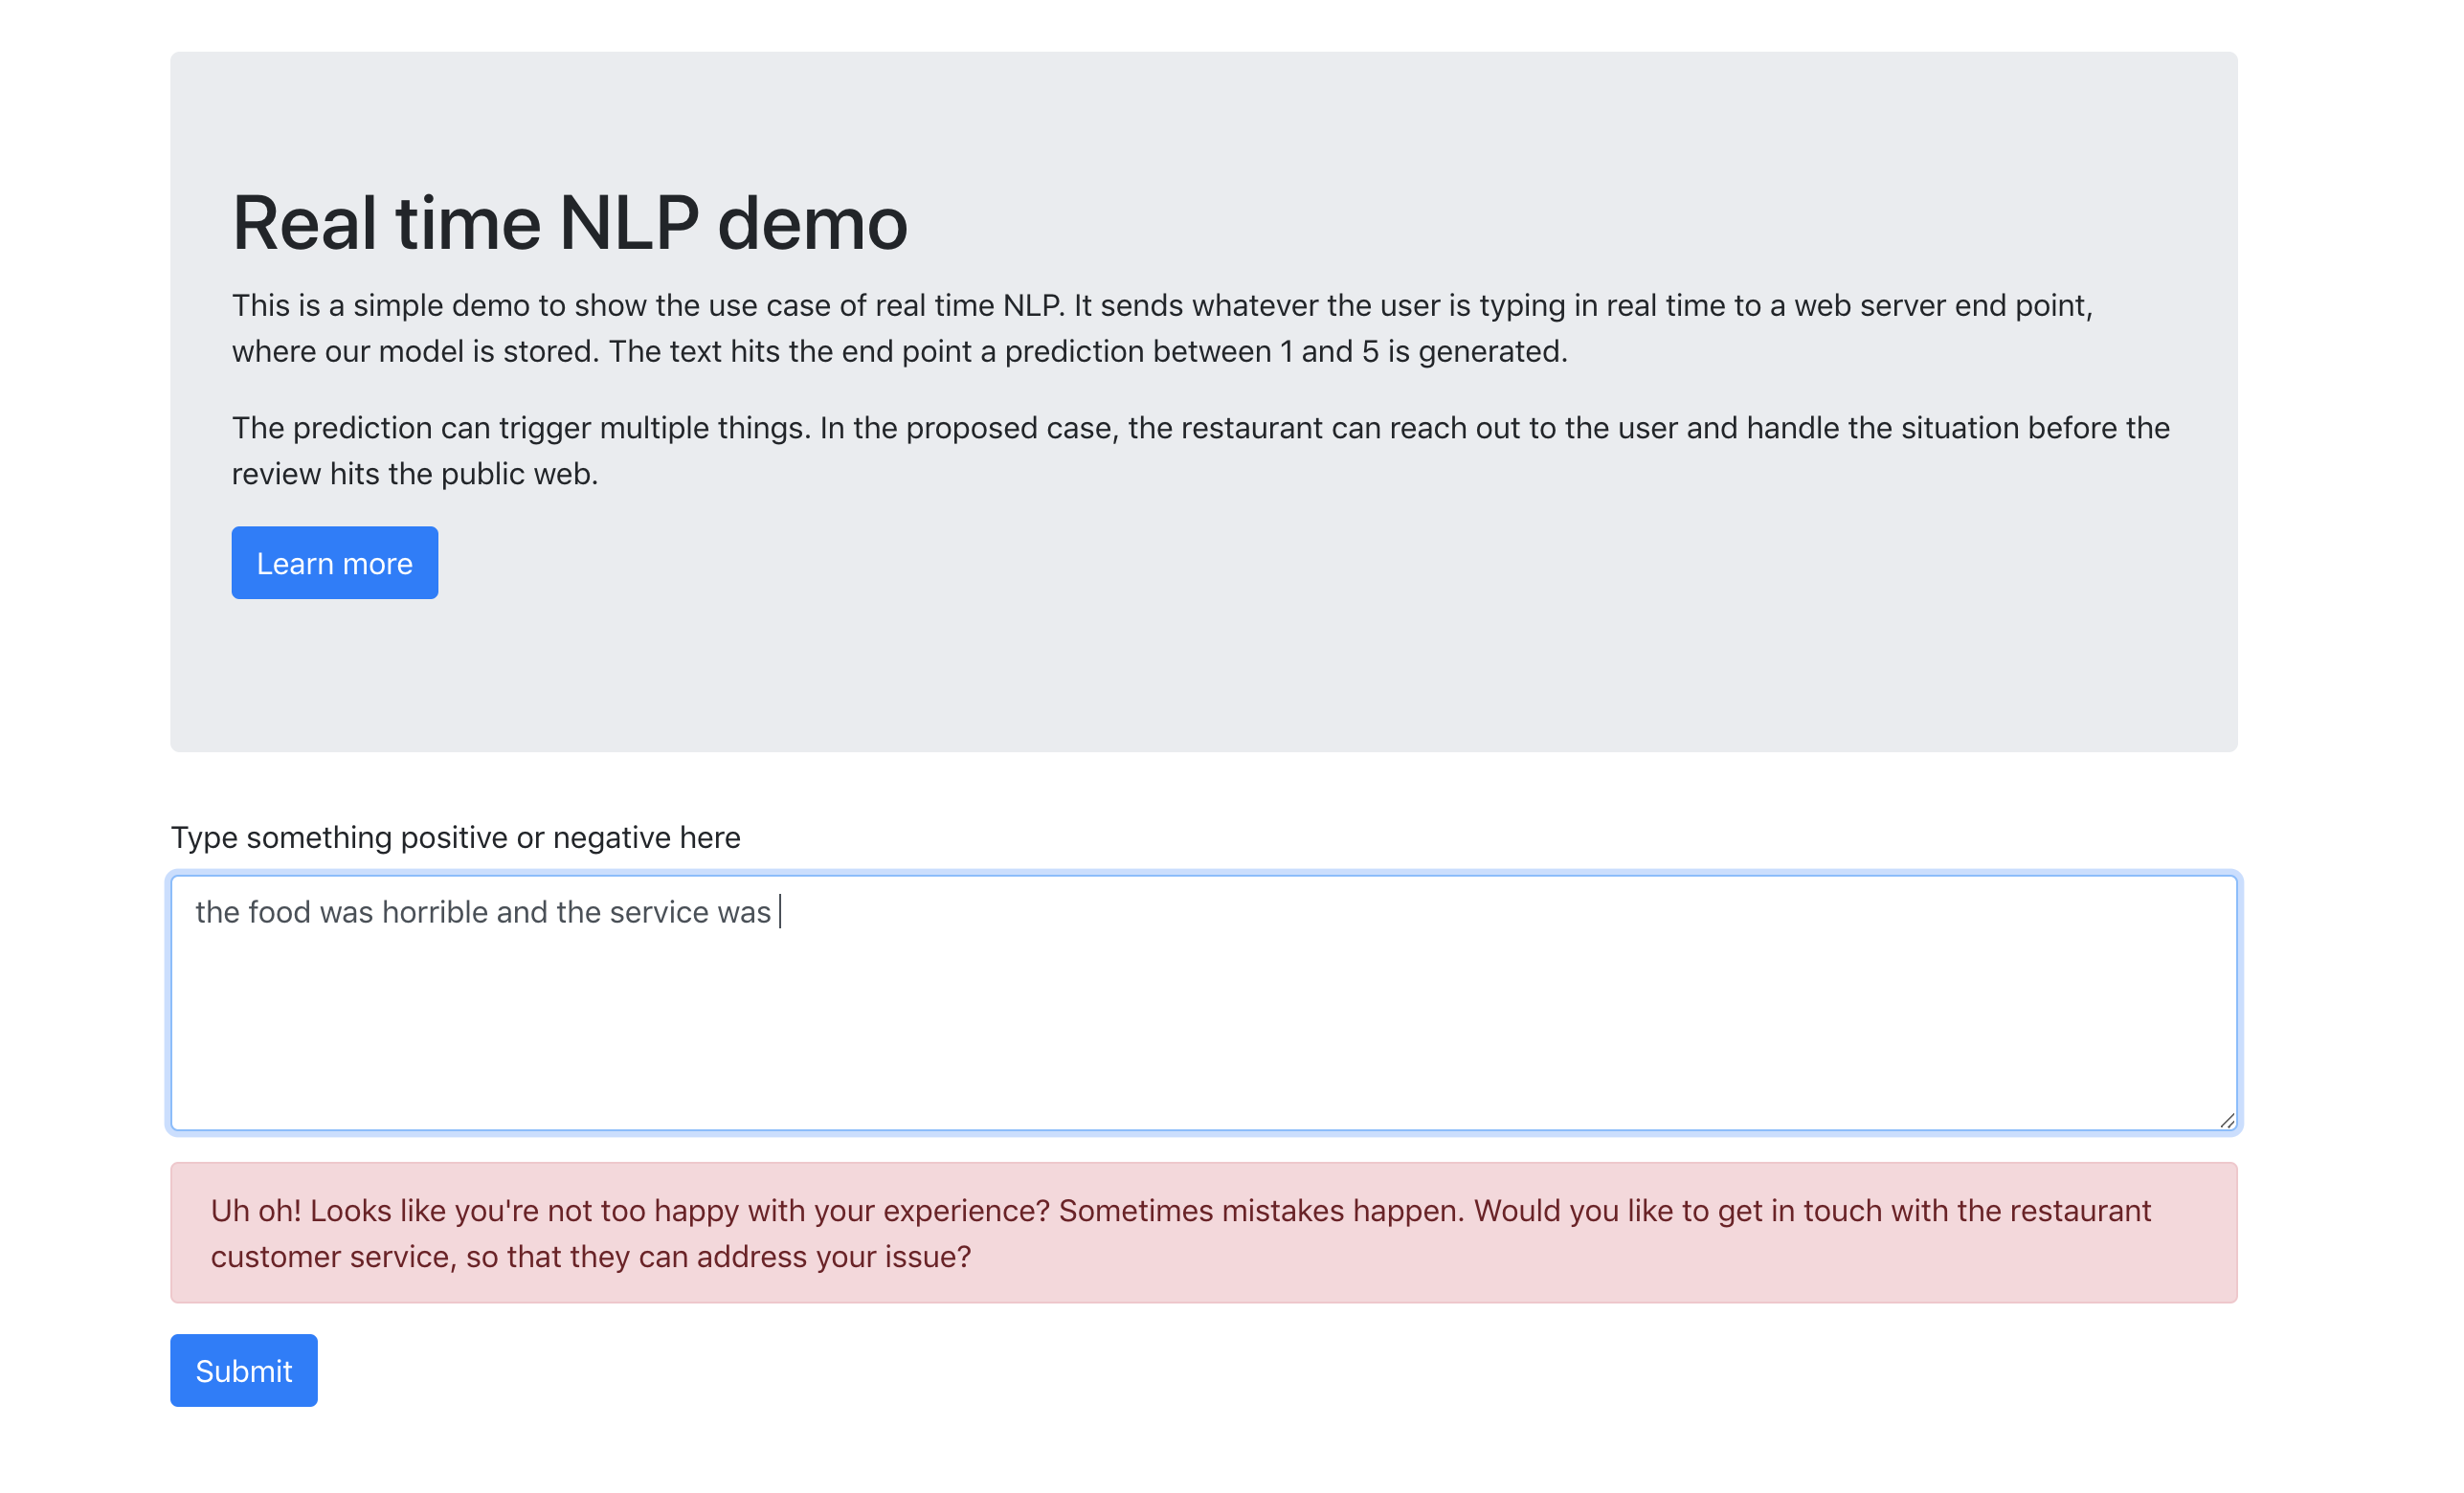 Real time NLP demo
This is a simple demo to show the use case of real time NLP. It sends whatever the user is typing in real time to a web server end point,
where our model is stored. The text hits the end point a prediction between 1 and 5 is generated.
The prediction can trigger multiple things. In the proposed case, the restaurant can reach out to the user and handle the situation before the
review hits the public web.
Learn more
Type something positive or negative here
the food was horrible and the service was
Uh oh! Looks like you're not too happy with your experience? Sometimes mistakes happen. Would you like to get in touch with the restaurant
customer service, so that they can address your issue?
Submit